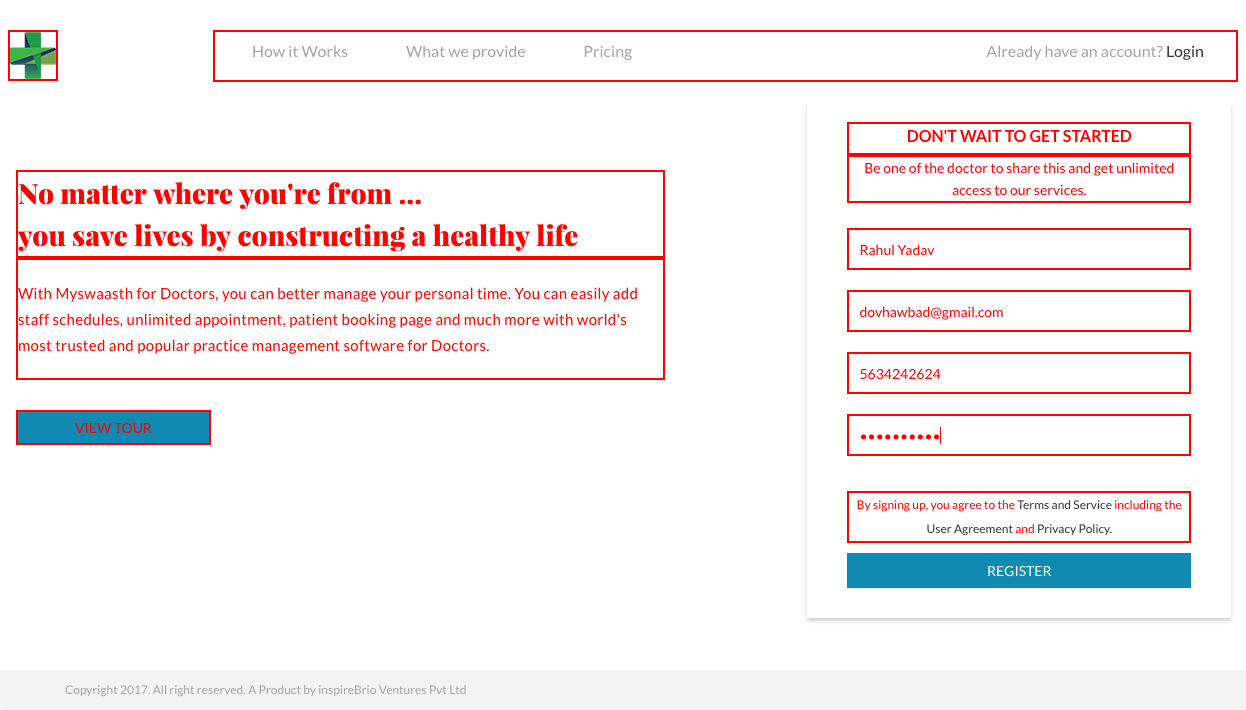 How it Works What we provide Pricing Already have an account? Login
No matter where you're from ...
you save lives by constructing a healthy life
With Myswaasth for Doctors, you can better manage your personal time. You can easily add
staff schedules, unlimited appointment, patient booking page and much more with world's
most trusted and popular practice management software for Doctors.
VIEW TOUR
DON'T WAIT TO GET STARTED
Be one of the doctor to share this and get unlimited
access to our services.
Rahul Yadav
dovhawbad@gmail.com
5634242624
••••••••••
By signing up, you agree to the Terms and Service including the
User Agreement and Privacy Policy.
REGISTER
Copyright 2017. All right reserved. A Product by inspireBrio Ventures Pvt Ltd